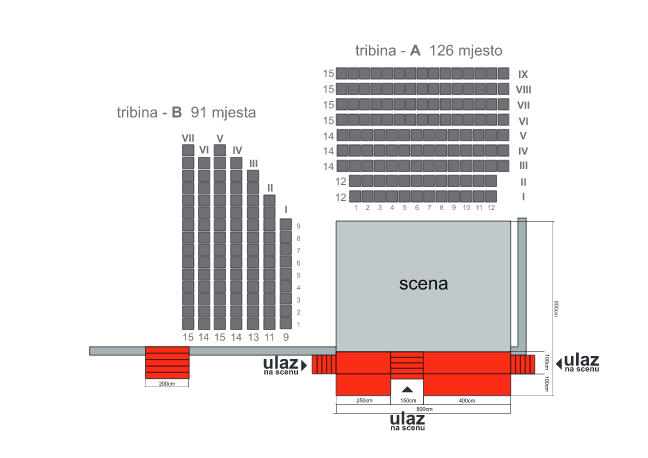 tribina - A 126 mjesto
15 IX
15 VIII
15 VII
15 VI
14 V
14 IV
14 III
12 II
12 I
1 2 3 4 5 6 7 8 9 10 11 12
tribina - B 91 mjesta
VII VI V IV III II I
9
8
7
6
5
4
3
2
1
15 14 15 14 13 11 9
scena
600cm
100cm
100cm
ulaz
na scenu
ulaz
na scenu
200cm
250cm 150cm 400cm
800cm
ulaz
na scenu